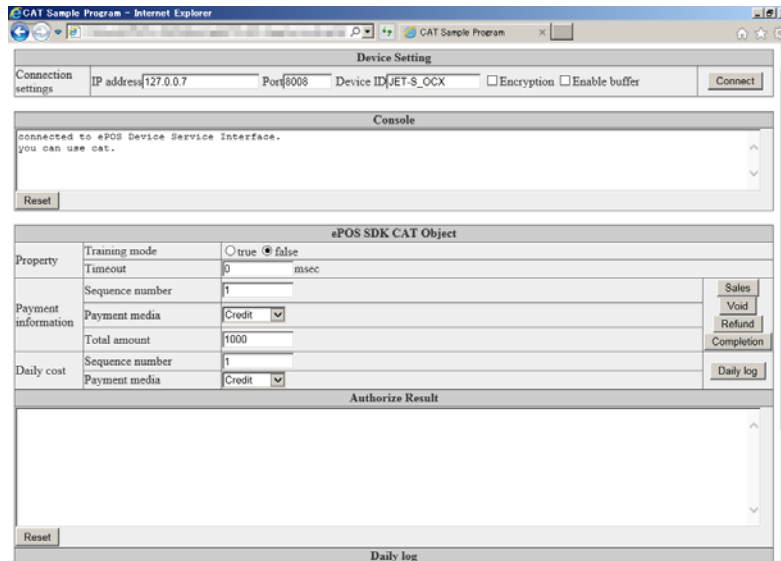 CAT Sample Program - Internet Explorer
CAT Sample Program
Device Setting
Connection settings IP address 127.0.0.7 Port 8008 Device ID JET-S_OCX Encryption Enable buffer Connect
Console
connected to ePOS Device Service Interface.
you can use cat.
Reset
ePOS SDK CAT Object
Property Training mode true false
Timeout 0 msec
Payment information Sequence number 1 Sales
Void
Payment media Credit Refund
Total amount 1000 Completion
Daily cost Sequence number 1 Daily log
Payment media Credit
Authorize Result
Reset
Daily log